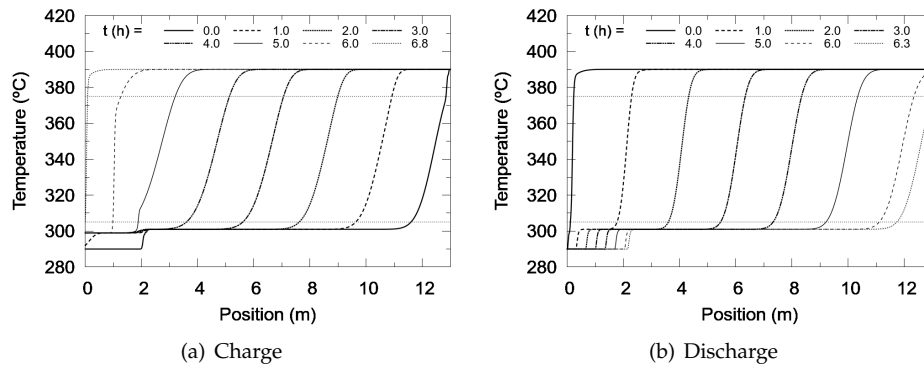 t (h) = 0.0 1.0 2.0 3.0
4.0 5.0 6.0 6.8
420
400
380
360
340
320
300
280
Temperature (ºC)
0 2 4 6 8 10 12
Position (m)
(a) Charge
t (h) = 0.0 1.0 2.0 3.0
4.0 5.0 6.0 6.3
420
400
380
360
340
320
300
280
Temperature (ºC)
0 2 4 6 8 10 12
Position (m)
(b) Discharge